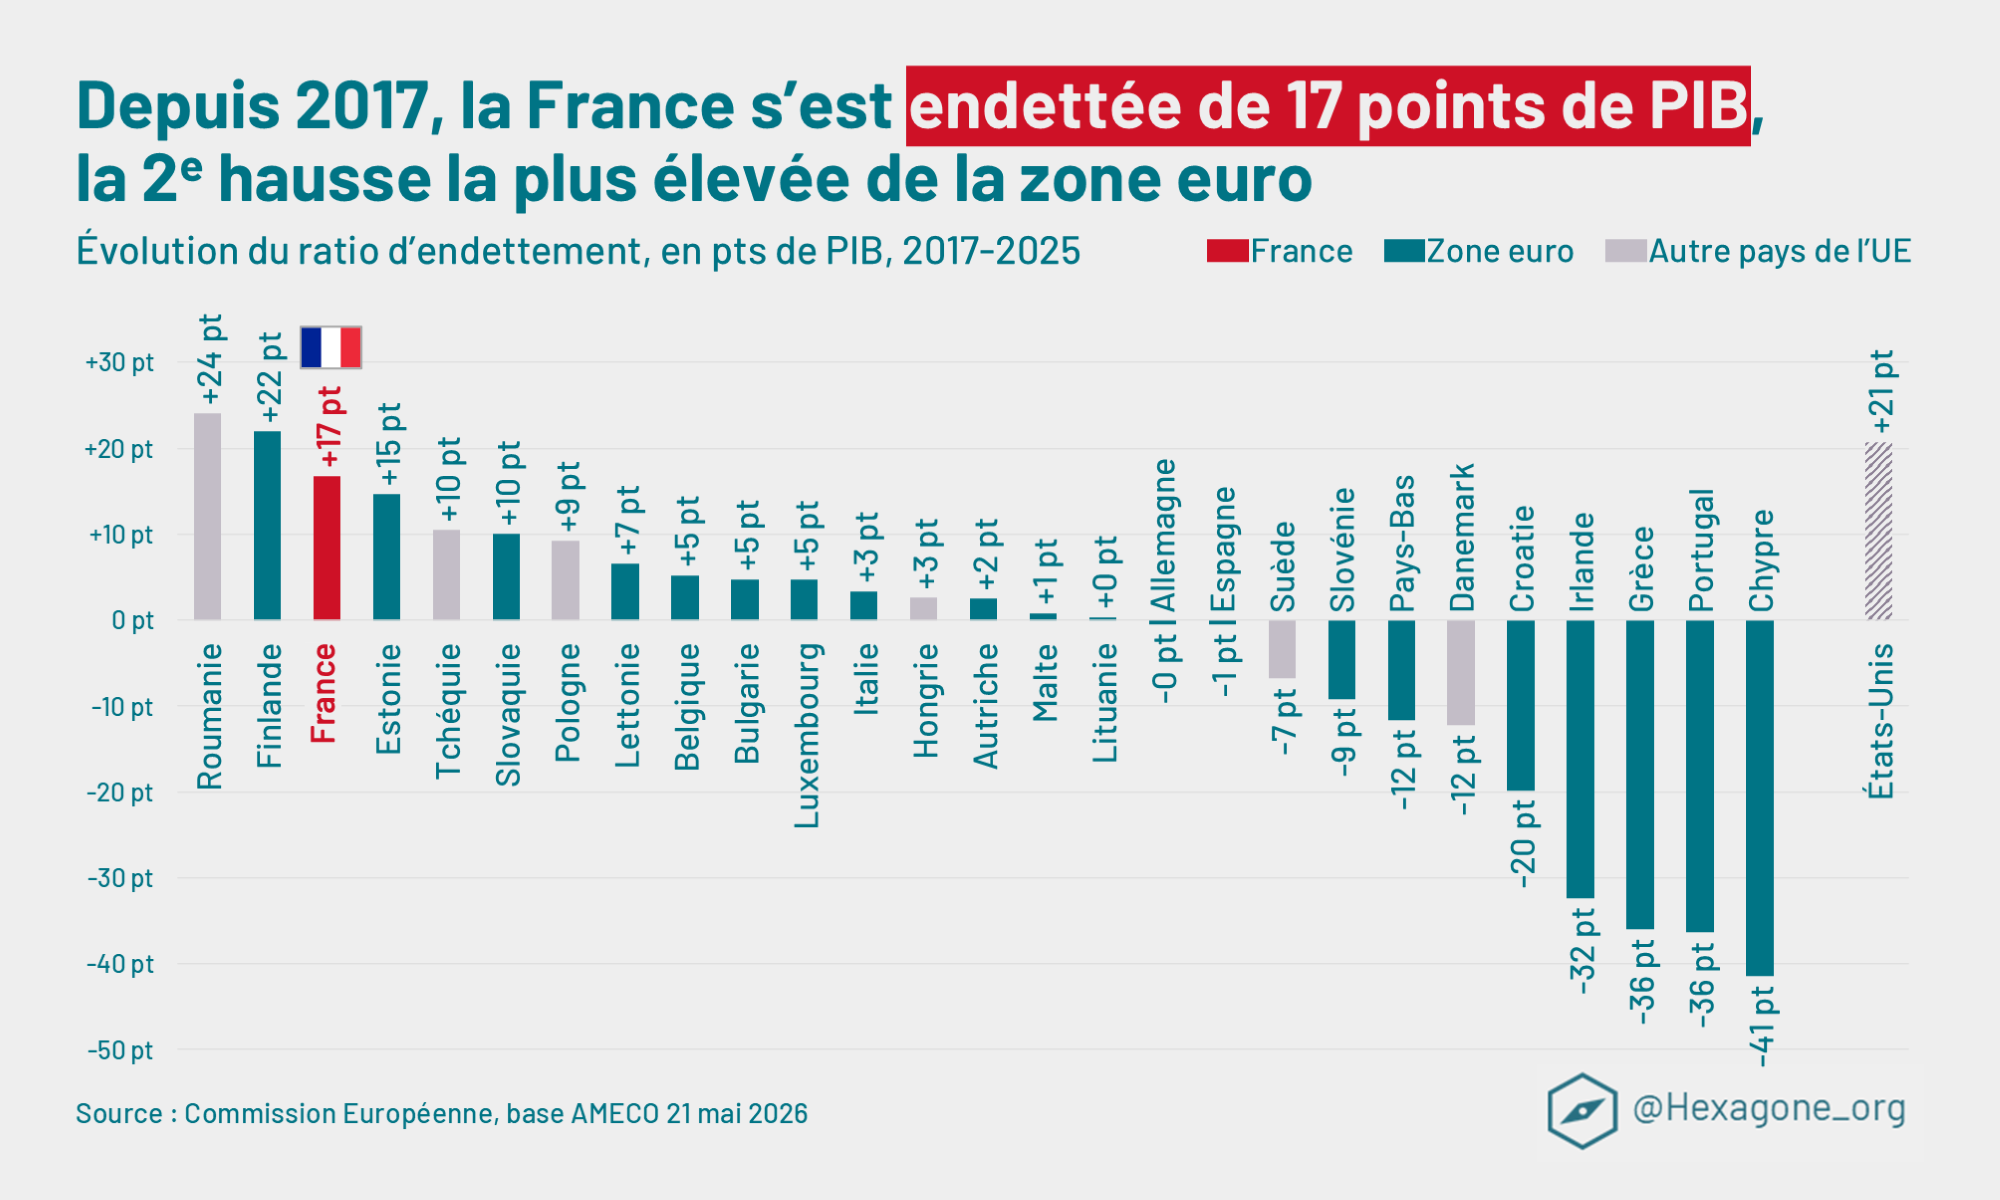 Depuis 2017, la France s’est endettée de 17 points de PIB,
la 2e hausse la plus élevée de la zone euro
Évolution du ratio d’endettement, en pts de PIB, 2017-2025
France
Zone euro
Autre pays de l’UE
+30 pt
+20 pt
+10 pt
0 pt
-10 pt
-20 pt
-30 pt
-40 pt
-50 pt
+24 pt
Roumanie
+22 pt
Finlande
+17 pt
France
+15 pt
Estonie
+10 pt
Tchéquie
+10 pt
Slovaquie
+9 pt
Pologne
+7 pt
Lettonie
+5 pt
Belgique
+5 pt
Bulgarie
+5 pt
Luxembourg
+3 pt
Italie
+3 pt
Hongrie
+2 pt
Autriche
+1 pt
Malte
+0 pt
Lituanie
Allemagne
-0 pt
Espagne
-1 pt
Suède
-7 pt
Slovénie
-9 pt
Pays-Bas
-12 pt
Danemark
-12 pt
Croatie
-20 pt
Irlande
-32 pt
Grèce
-36 pt
Portugal
-36 pt
Chypre
-41 pt
+21 pt
États-Unis
Source : Commission Européenne, base AMECO 21 mai 2026
@Hexagone_org